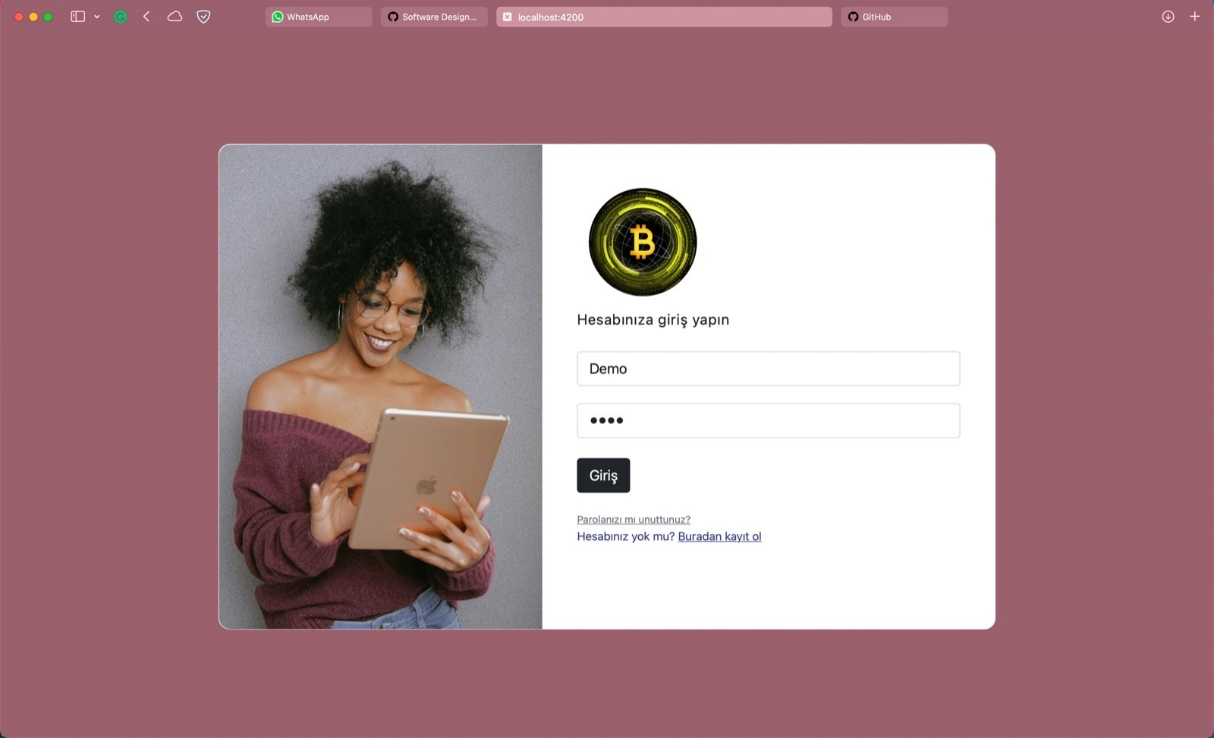 WhatsApp
Software Design...
localhost:4200
GitHub
Hesabınıza giriş yapın
Demo
Giriş
Parolanızı mı unuttunuz?
Hesabınız yok mu? Buradan kayıt ol